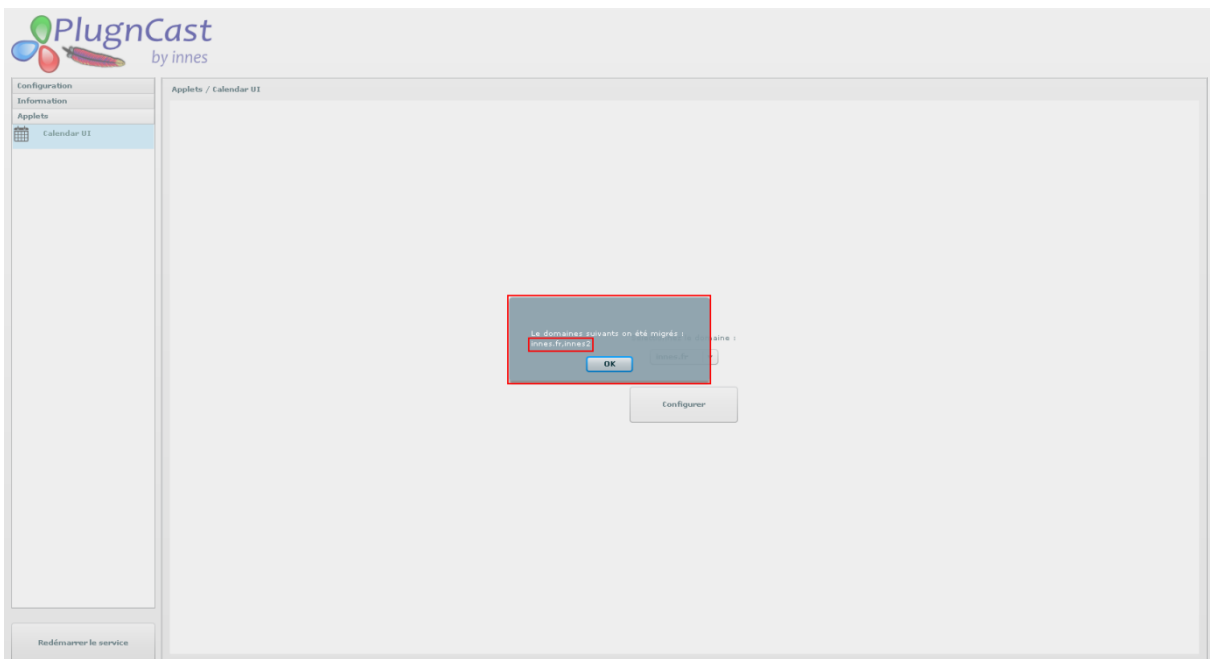 PlugnCast
by innes
Configuration
Information
Applets
Calendar UI
Applets / Calendar UI
Le domaines suivants on été migrés :
innes.fr,innes2
aine :
OK
Configurer
Redémarrer le service